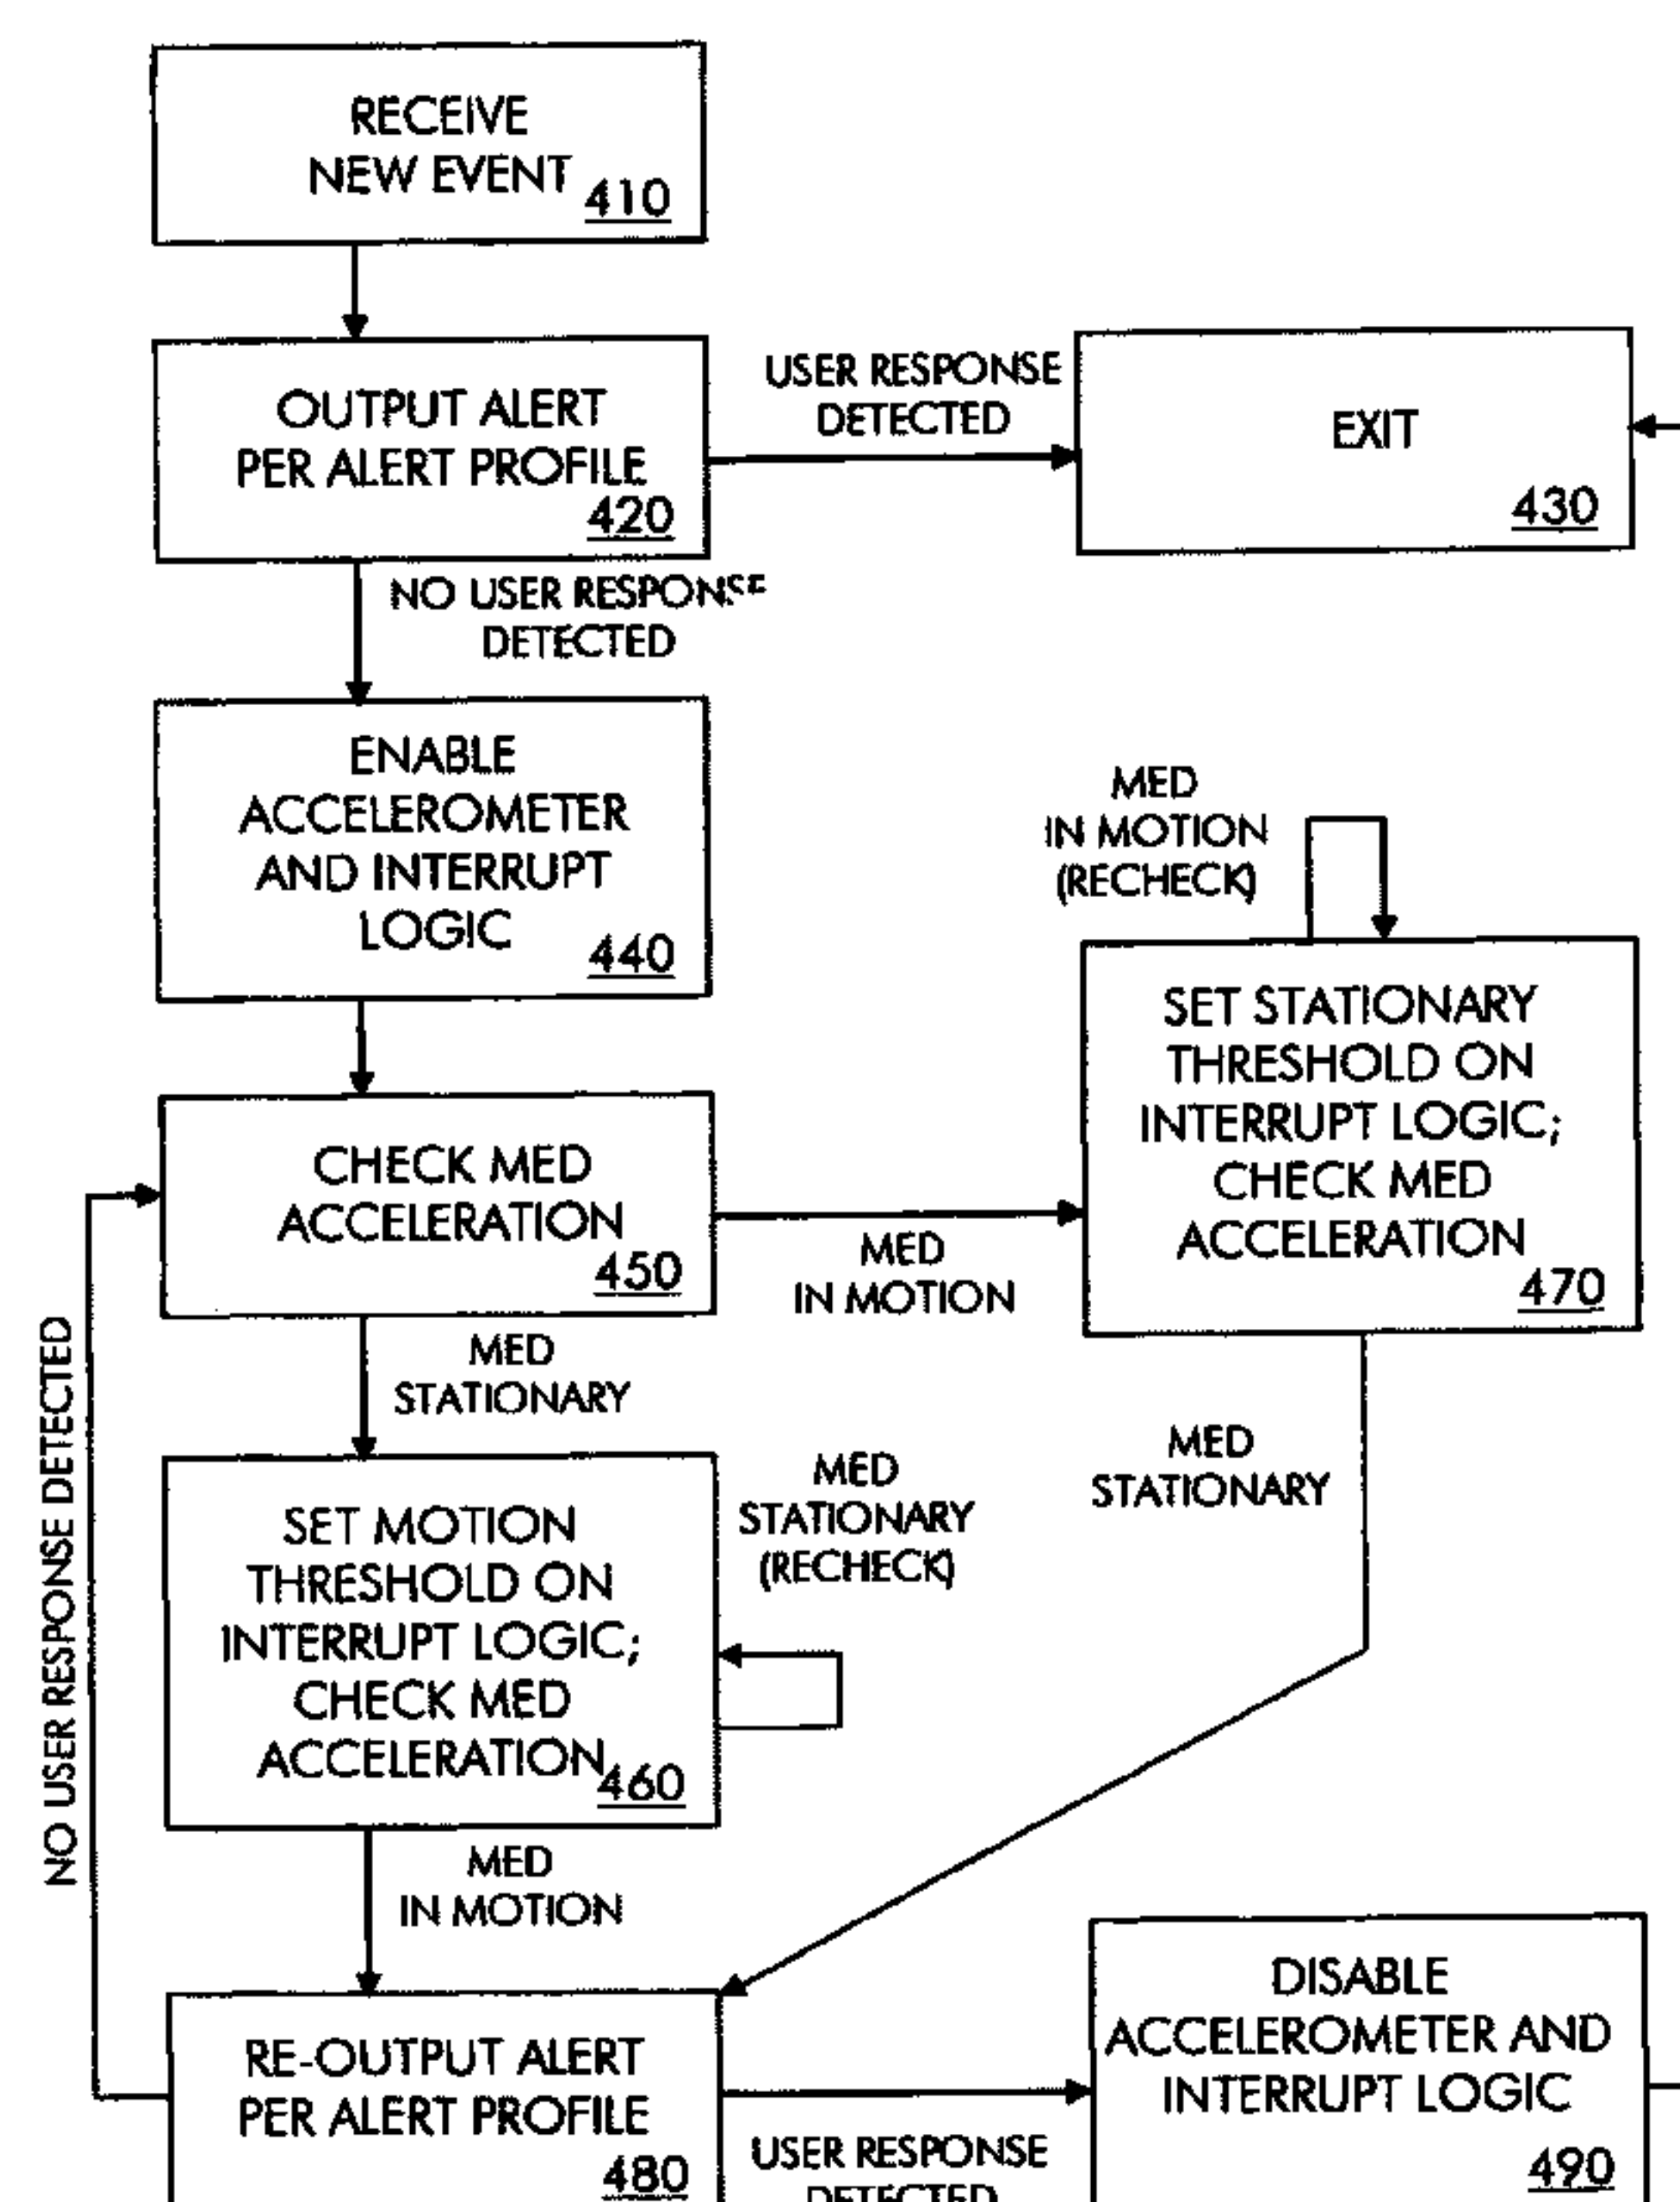 RECEIVE
NEW EVENT
410
OUTPUT ALERT
PER ALERT PROFILE
420
USER RESPONSE
DETECTED
EXIT
430
NO USER RESPONSE
DETECTED
ENABLE
ACCELEROMETER
AND INTERRUPT
LOGIC
440
MED
IN MOTION
(RECHECK)
SET STATIONARY
THRESHOLD ON
INTERRUPT LOGIC;
CHECK MED
ACCELERATION
470
CHECK MED
ACCELERATION
450
MED
IN MOTION
MED
STATIONARY
MED
STATIONARY
NO USER RESPONSE DETECTED
SET MOTION
THRESHOLD ON
INTERRUPT LOGIC;
CHECK MED
ACCELERATION
460
MED
STATIONARY
(RECHECK)
MED
IN MOTION
RE-OUTPUT ALERT
PER ALERT PROFILE
480
USER RESPONSE
DETECTED
DISABLE
ACCELEROMETER AND
INTERRUPT LOGIC
490